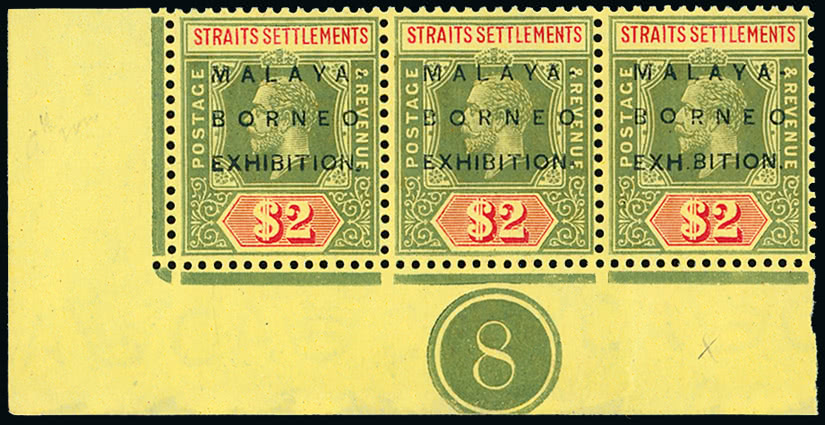 STRAITS SETTLEMENTS
POSTAGE
& REVENUE
MALAYA-
BORNEO
EXHIBITION.
$2
STRAITS SETTLEMENTS
POSTAGE
& REVENUE
MALAYA-
BORNEO
EXHIBITION.
$2
STRAITS SETTLEMENTS
POSTAGE
& REVENUE
MALAYA-
BORNEO
EXH.BITION.
$2
8
x